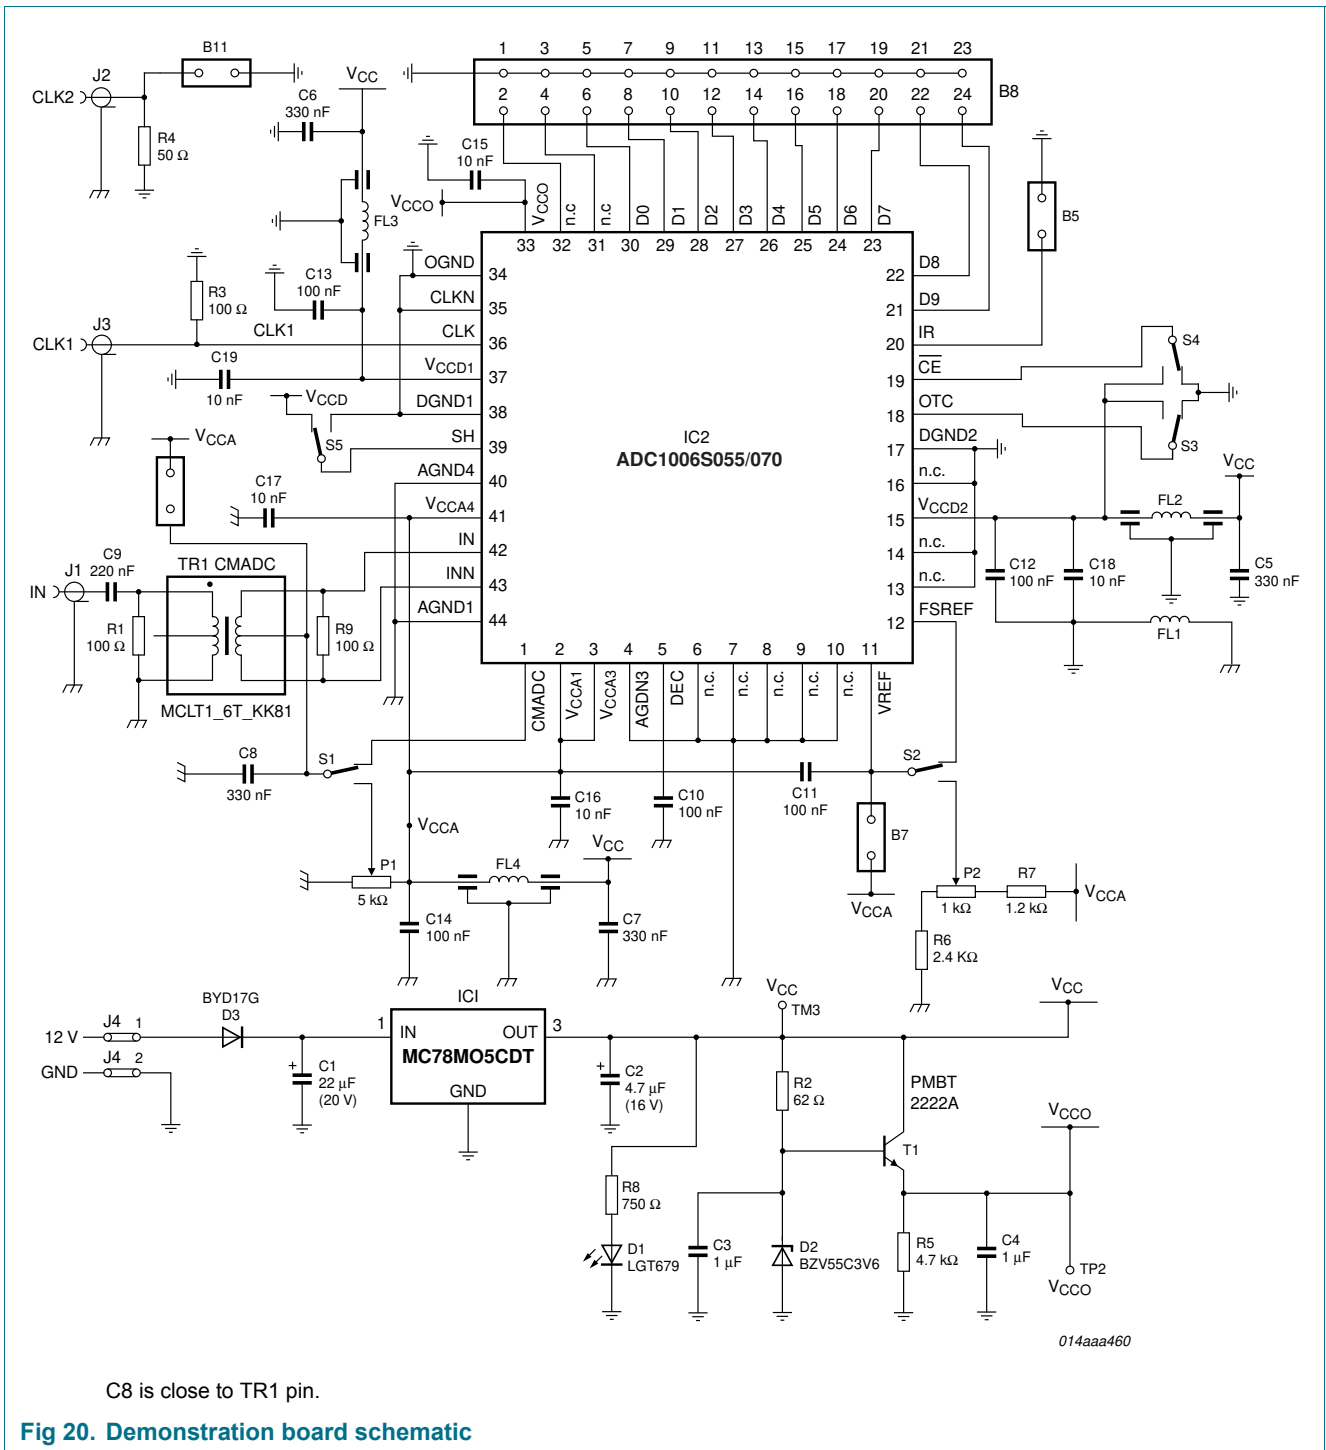 B11
J2
CLK2
R4
50 Ω
VCC
C6
330 nF
FL3
1 3 5 7 9 11 13 15 17 19 21 23
2 4 6 8 10 12 14 16 18 20 22 24
B8
C15
10 nF
VCCO
VCCO
n.c
n.c
D0
D1
D2
D3
D4
D5
D6
D7
33 32 31 30 29 28 27 26 25 24 23
B5
OGND
34
CLKN
35
CLK
36
VCCD1
37
DGND1
38
SH
39
AGND4
40
VCCA4
41
IN
42
INN
43
AGND1
44
C13
100 nF
R3
100 Ω
J3
CLK1
CLK1
C19
10 nF
VCCD
S5
VCCA
C17
10 nF
IC2
ADC1006S055/070
D8
22
D9
21
IR
20
CE
19
OTC
18
DGND2
17
n.c.
16
VCCD2
15
n.c.
14
n.c.
13
FSREF
12
S4
S3
VCC
FL2
C12
100 nF
C18
10 nF
C5
330 nF
FL1
TR1 CMADC
C9
220 nF
J1
IN
R1
100 Ω
R9
100 Ω
MCLT1_6T_KK81
1 2 3 4 5 6 7 8 9 10 11
CMADC
VCCA1
VCCA3
AGDN3
DEC
n.c.
n.c.
n.c.
n.c.
n.c.
VREF
C8
330 nF
S1
S2
C16
10 nF
C10
100 nF
C11
100 nF
B7
VCCA
VCCA
P1
5 kΩ
FL4
VCC
C14
100 nF
C7
330 nF
P2
1 kΩ
R7
1.2 kΩ
VCCA
R6
2.4 KΩ
BYD17G
D3
ICI
12 V
J4 1
GND
J4 2
C1
22 μF
(20 V)
+
1
IN
OUT
3
MC78MO5CDT
GND
+
C2
4.7 μF
(16 V)
VCC
TM3
VCC
R2
62 Ω
PMBT
2222A
T1
VCCO
R8
750 Ω
D1
LGT679
C3
1 μF
D2
BZV55C3V6
R5
4.7 kΩ
C4
1 μF
TP2
VCCO
014aaa460
C8 is close to TR1 pin.
Fig 20. Demonstration board schematic